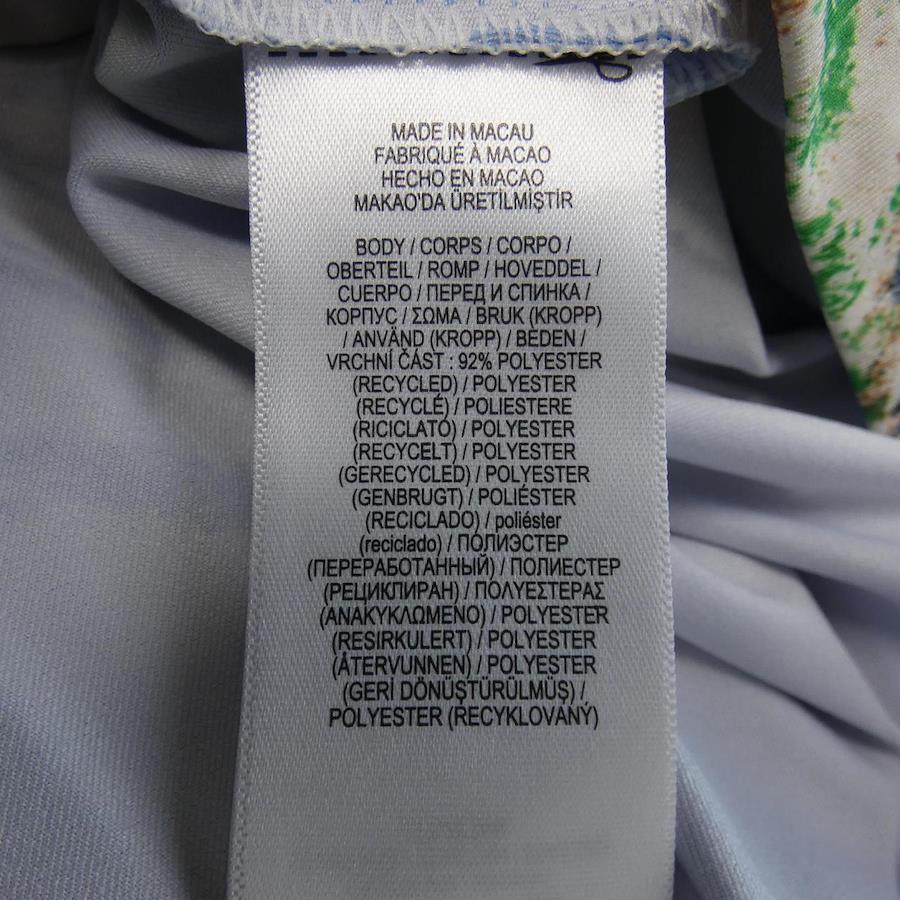 MADE IN MACAU
FABRIQUÉ À MACAO
HECHO EN MACAO
MAKAO'DA ÜRETİLMİŞTİR
BODY / CORPS / CORPO /
OBERTEIL / ROMP / HOVEDDEL /
CUERPO / ПЕРЕД И СПИНКА /
КОРПУС / ΣΩΜΑ / BRUK (KROPP)
/ ANVÄND (KROPP) / BEDEN /
VRCHNÍ ČÁST : 92% POLYESTER
(RECYCLED) / POLYESTER
(RECYCLÉ) / POLIESTERE
(RICICLATO) / POLYESTER
(RECYCELT) / POLYESTER
(GERECYCLED) / POLYESTER
(GENBRUGT) / POLIÉSTER
(RECICLADO) / poliéster
(reciclado) / ПОЛИЭСТЕР
(ПЕРЕРАБОТАННЫЙ) / ПОЛИЕСТЕР
(РЕЦИКЛИРАН) / ΠΟΛΥΕΣΤΕΡΑΣ
(ΑΝΑΚΥΚΛΩΜΕΝΟ) / POLYESTER
(RESIRKULERT) / POLYESTER
(ÅTERVUNNEN) / POLYESTER
(GERİ DÖNÜŞTÜRÜLMÜŞ) /
POLYESTER (RECYKLOVANÝ)